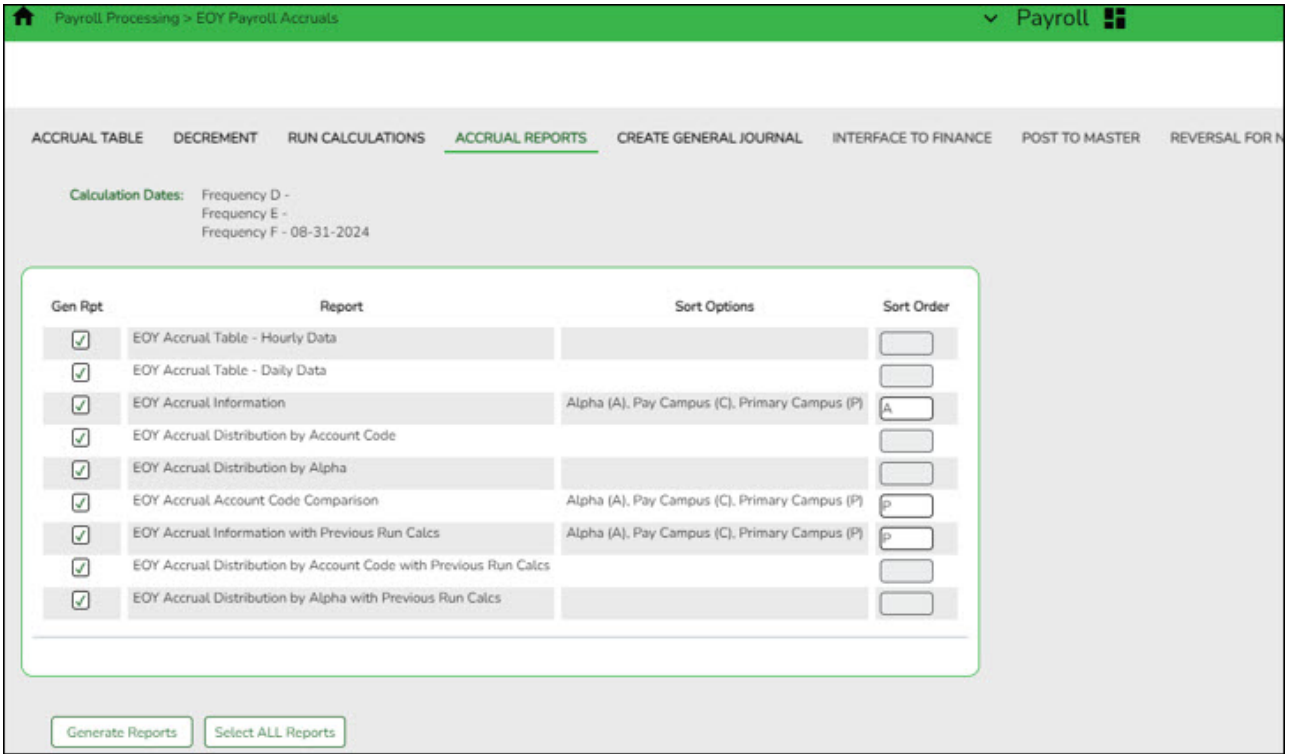 Payroll Processing > EOY Payroll Accruals Payroll
ACCRUAL TABLE DECREMENT RUN CALCULATIONS ACCRUAL REPORTS CREATE GENERAL JOURNAL INTERFACE TO FINANCE POST TO MASTER REVERSAL FOR N
Calculation Dates: Frequency D -
Frequency E -
Frequency F - 08-31-2024
Gen Rpt Report Sort Options Sort Order
EOY Accrual Table - Hourly Data
EOY Accrual Table - Daily Data
EOY Accrual Information Alpha (A), Pay Campus (C), Primary Campus (P) A
EOY Accrual Distribution by Account Code
EOY Accrual Distribution by Alpha
EOY Accrual Account Code Comparison Alpha (A), Pay Campus (C), Primary Campus (P) P
EOY Accrual Information with Previous Run Calcs Alpha (A), Pay Campus (C), Primary Campus (P) P
EOY Accrual Distribution by Account Code with Previous Run Calcs
EOY Accrual Distribution by Alpha with Previous Run Calcs
Generate Reports Select ALL Reports